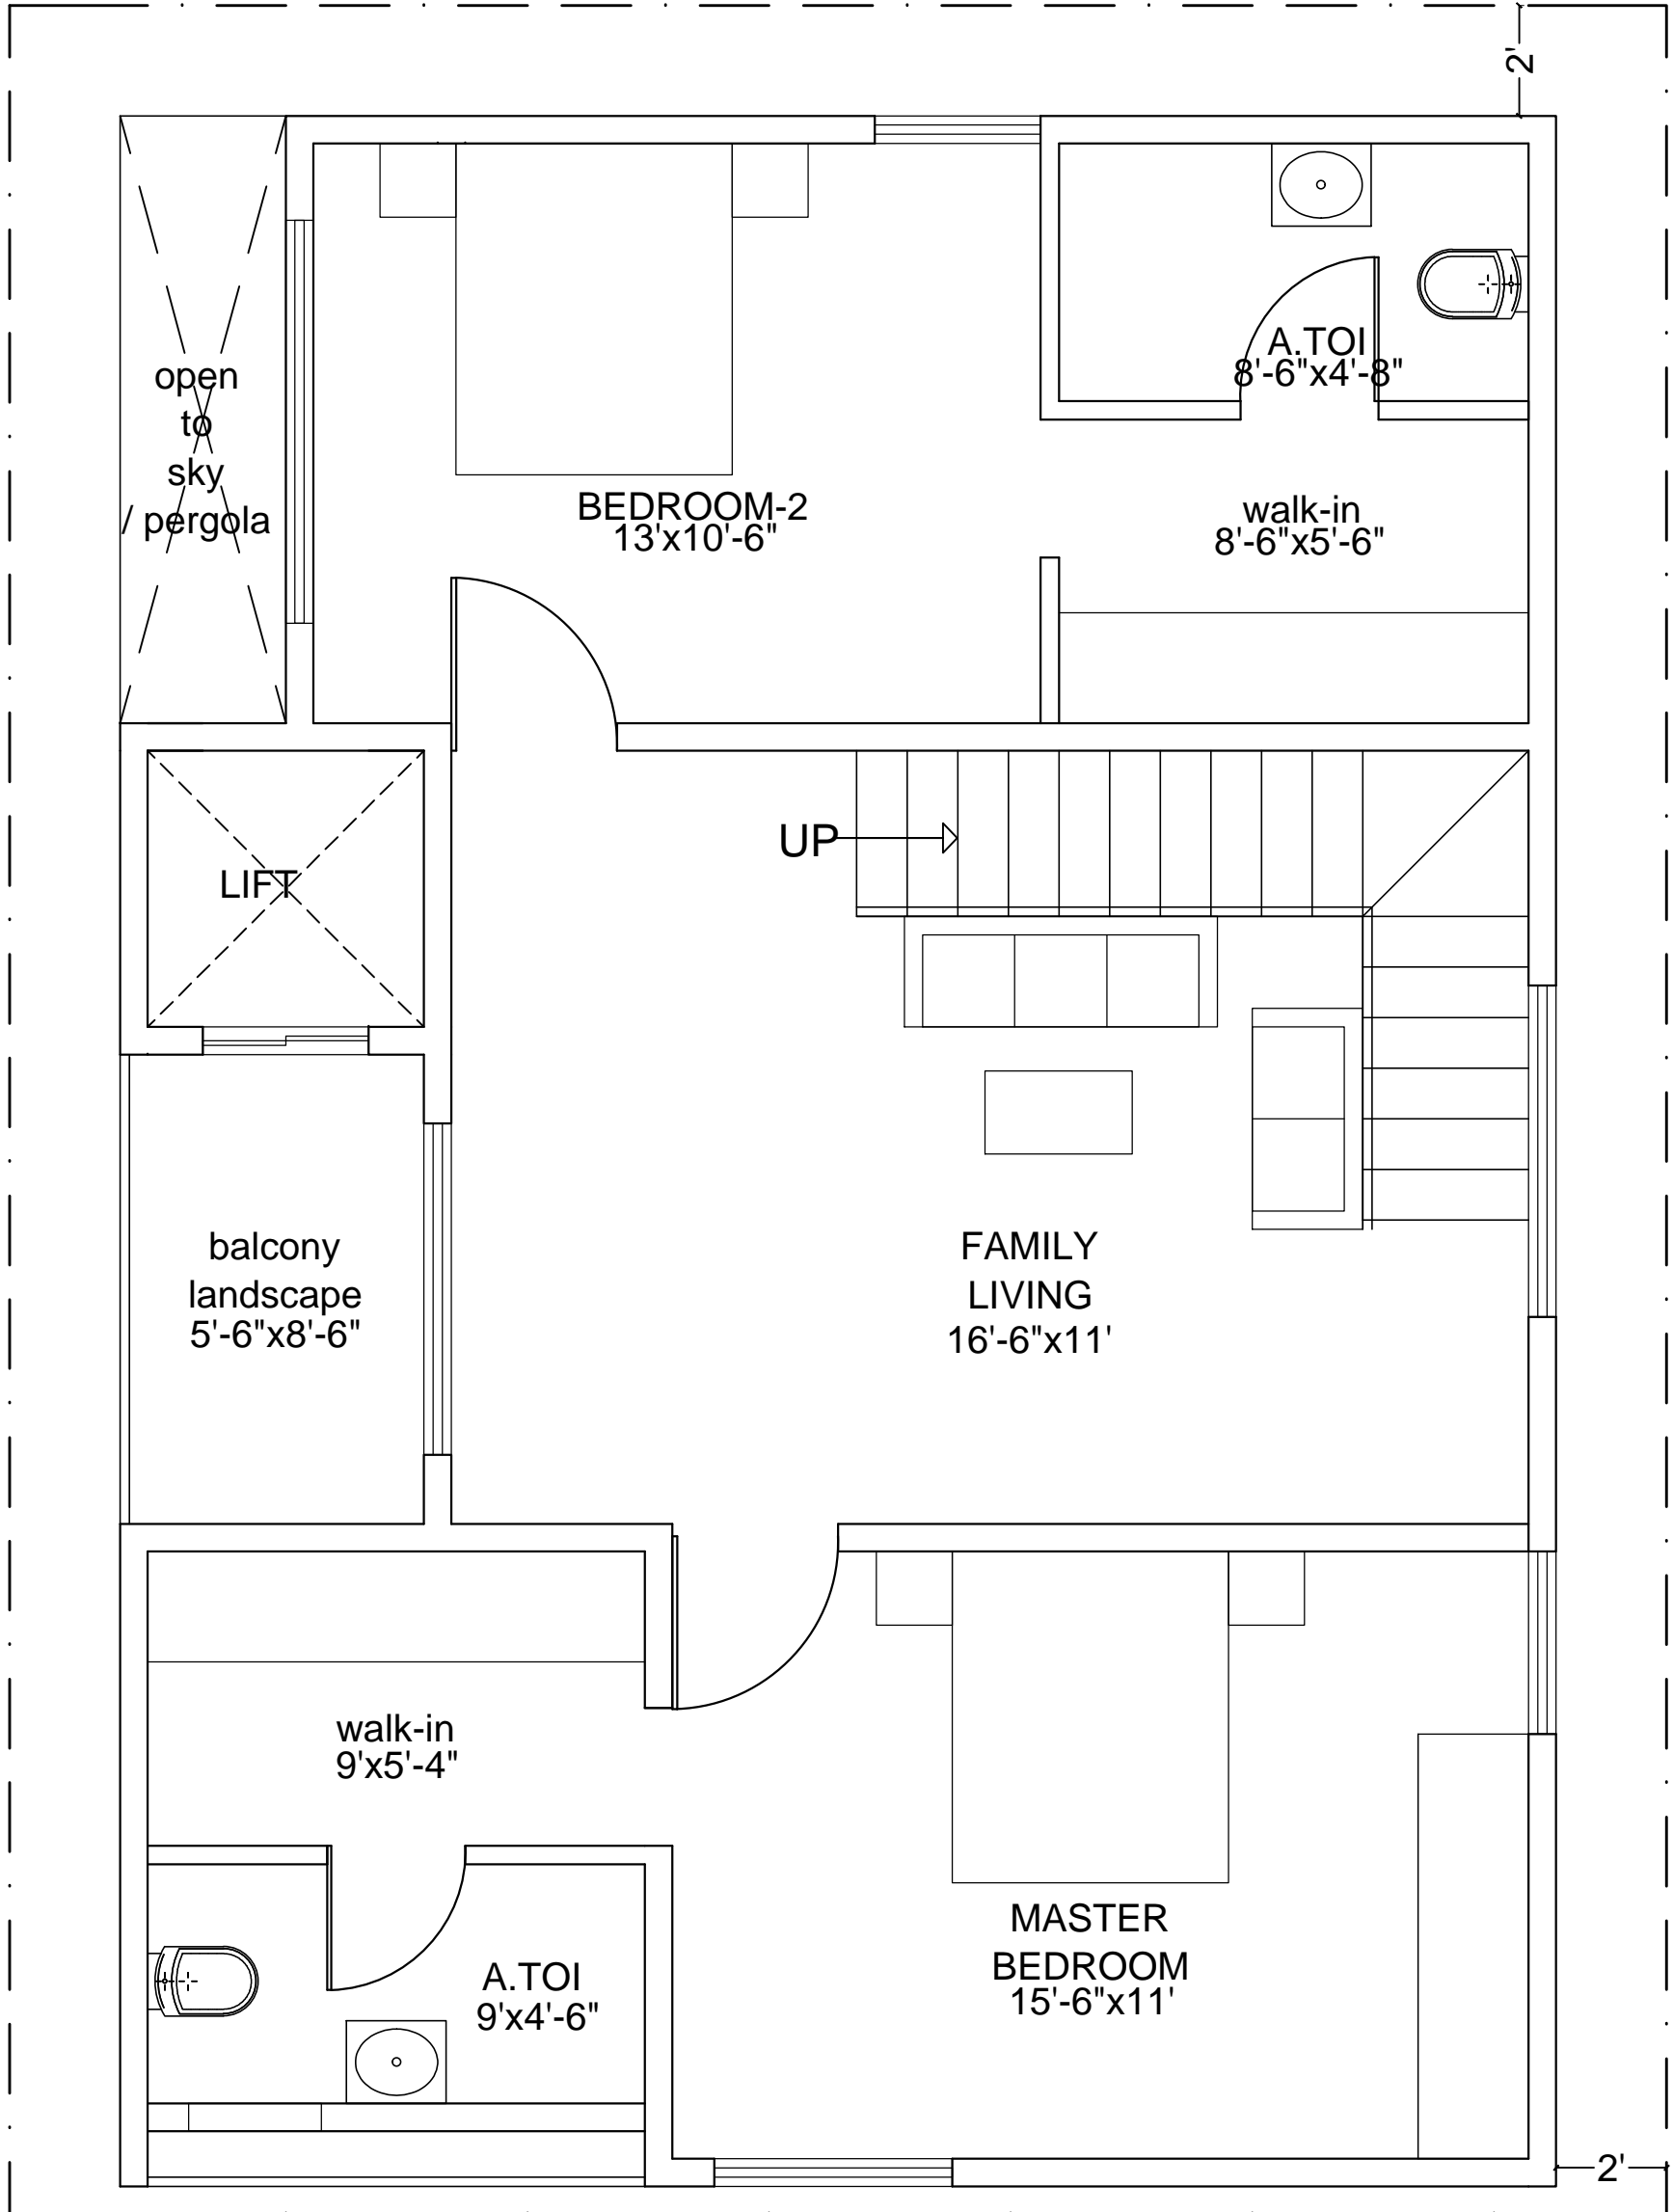 2'
open
to
sky
/ pergola
A.TOI
8'-6"x4'-8"
BEDROOM-2
13'x10'-6"
walk-in
8'-6"x5'-6"
UP
LIFT
balcony
landscape
5'-6"x8'-6"
FAMILY
LIVING
16'-6"x11'
walk-in
9'x5'-4"
MASTER
BEDROOM
15'-6"x11'
A.TOI
9'x4'-6"
2'